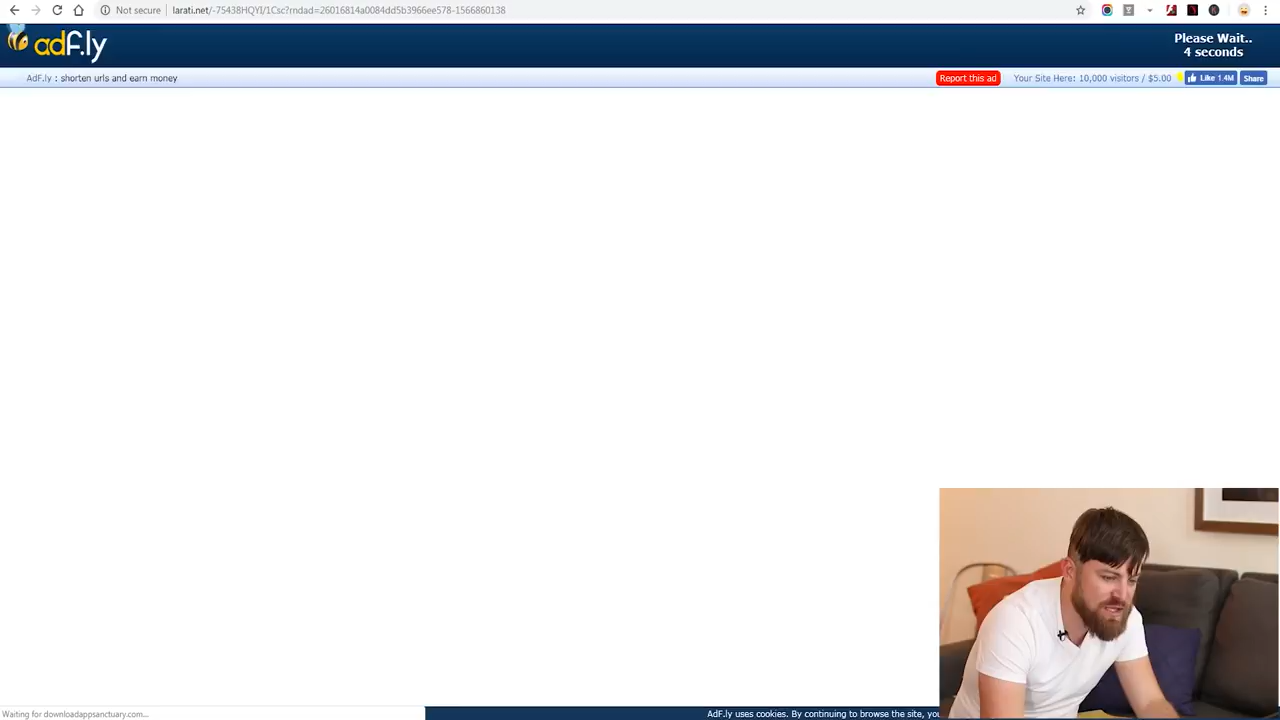 Not secure
larati.net/-75438HQYI/1Csc?rndad=26016814a0084dd5b3966ee578-1566860138
adf.ly
Please Wait..
4 seconds
AdF.ly : shorten urls and earn money
Report this ad
Your Site Here: 10,000 visitors / $5.00
Like 1.4M
Share
Waiting for downloadappsanctuary.com...
AdF.ly uses cookies. By continuing to browse the site, you